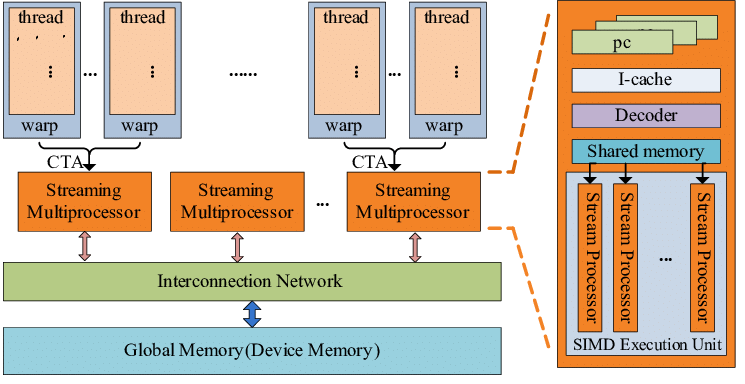 thread
thread
thread
thread
...
......
...
warp
warp
warp
warp
CTA
CTA
Streaming
Multiprocessor
Streaming
Multiprocessor
...
Streaming
Multiprocessor
Interconnection Network
Global Memory(Device Memory)
pc
I-cache
Decoder
Shared memory
Stream Processor
Stream Processor
...
Stream Processor
SIMD Execution Unit